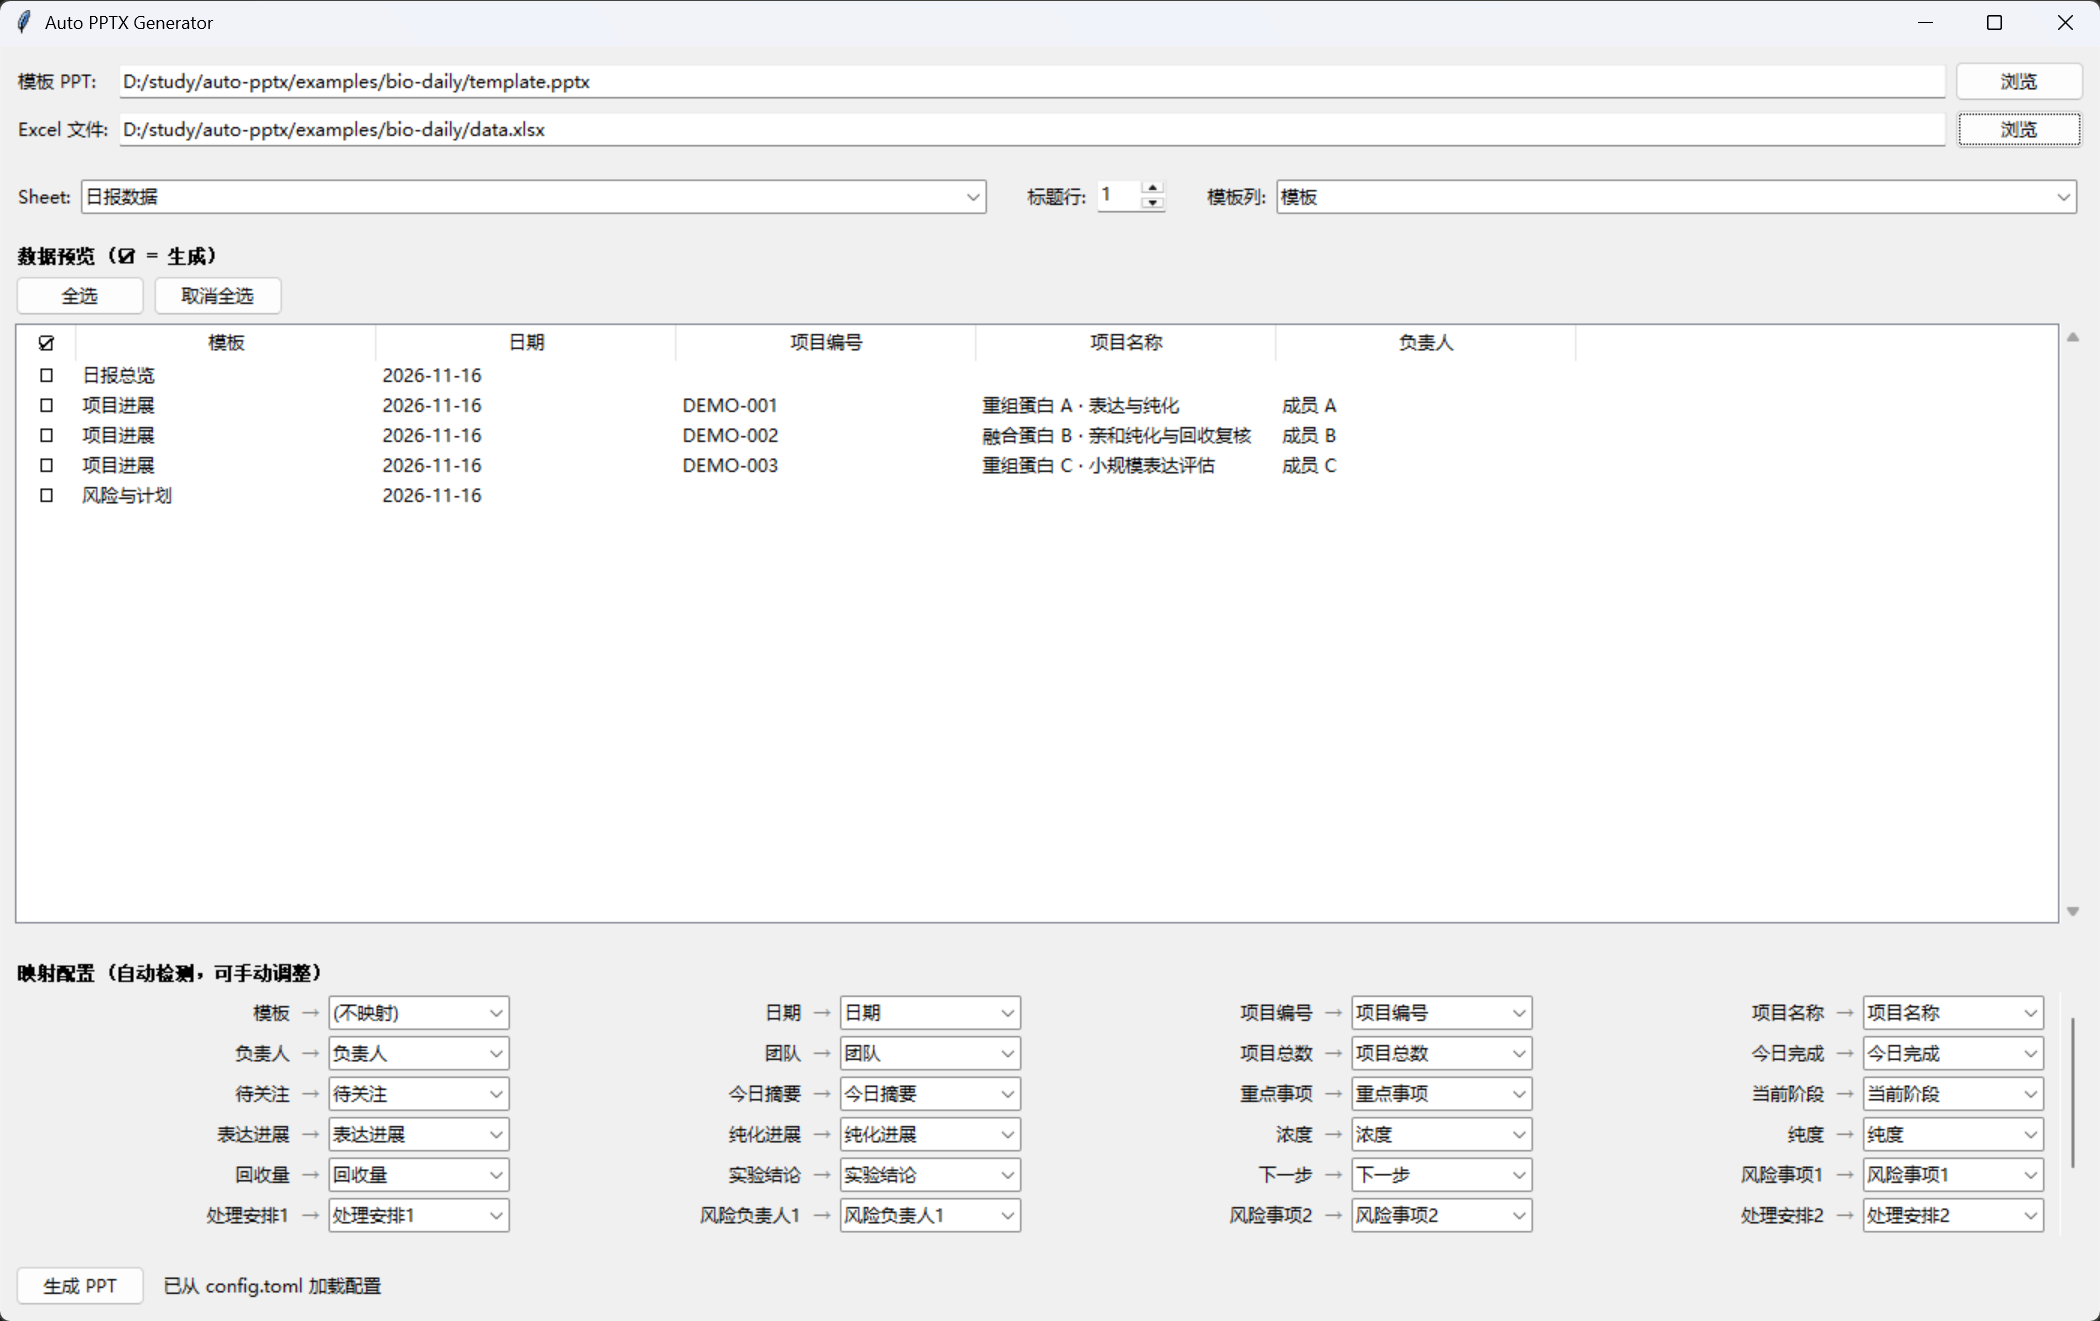 Auto PPTX Generator
模板 PPT: D:/study/auto-pptx/examples/bio-daily/template.pptx 浏览
Excel 文件: D:/study/auto-pptx/examples/bio-daily/data.xlsx 浏览
Sheet: 日报数据 标题行: 1 模板列: 模板
数据预览（☑ = 生成）
全选 取消全选
☑ 模板 日期 项目编号 项目名称 负责人
☐ 日报总览 2026-11-16
☐ 项目进展 2026-11-16 DEMO-001 重组蛋白 A · 表达与纯化 成员 A
☐ 项目进展 2026-11-16 DEMO-002 融合蛋白 B · 亲和纯化与回收复核 成员 B
☐ 项目进展 2026-11-16 DEMO-003 重组蛋白 C · 小规模表达评估 成员 C
☐ 风险与计划 2026-11-16
映射配置（自动检测，可手动调整）
模板 → (不映射) 日期 → 日期 项目编号 → 项目编号 项目名称 → 项目名称
负责人 → 负责人 团队 → 团队 项目总数 → 项目总数 今日完成 → 今日完成
待关注 → 待关注 今日摘要 → 今日摘要 重点事项 → 重点事项 当前阶段 → 当前阶段
表达进展 → 表达进展 纯化进展 → 纯化进展 浓度 → 浓度 纯度 → 纯度
回收量 → 回收量 实验结论 → 实验结论 下一步 → 下一步 风险事项1 → 风险事项1
处理安排1 → 处理安排1 风险负责人1 → 风险负责人1 风险事项2 → 风险事项2 处理安排2 → 处理安排2
生成 PPT 已从 config.toml 加载配置